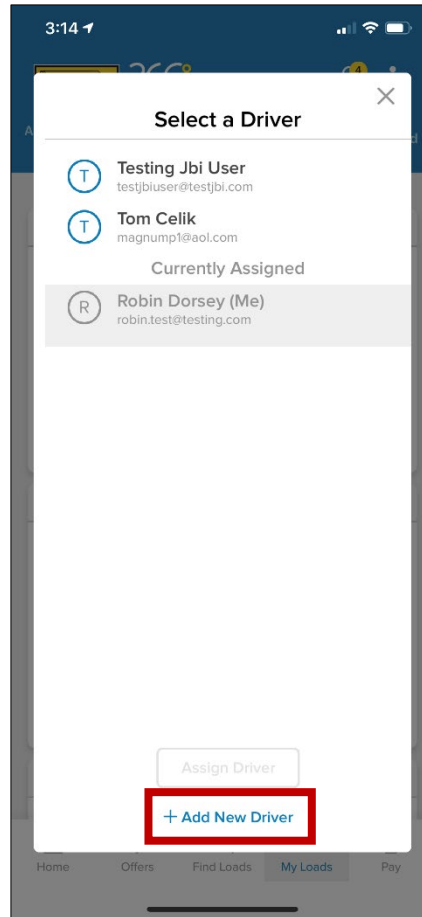 3:14
4
Select a Driver
T
Testing Jbi User
testjbiuser@testjbi.com
T
Tom Celik
magnump1@aol.com
Currently Assigned
R
Robin Dorsey (Me)
robin.test@testing.com
Assign Driver
+ Add New Driver
Home Offers Find Loads My Loads Pay